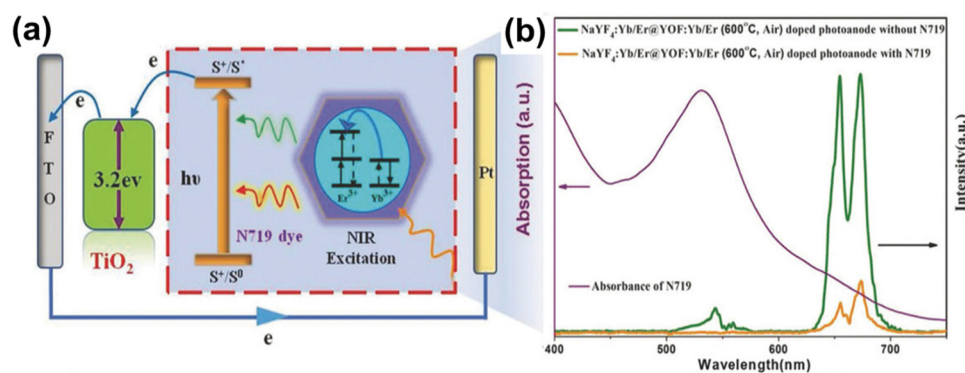 (a)
e
S⁺/S*
e
FTO
3.2ev
TiO₂
hυ
Er³⁺ Yb³⁺
N719 dye
NIR
Excitation
S⁺/S⁰
Pt
e
(b)
NaYF₄:Yb/Er@YOF:Yb/Er (600°C, Air) doped photoanode without N719
NaYF₄:Yb/Er@YOF:Yb/Er (600°C, Air) doped photoanode with N719
Absorption (a.u.)
Intensity(a.u.)
Absorbance of N719
400 500 600 700
Wavelength(nm)